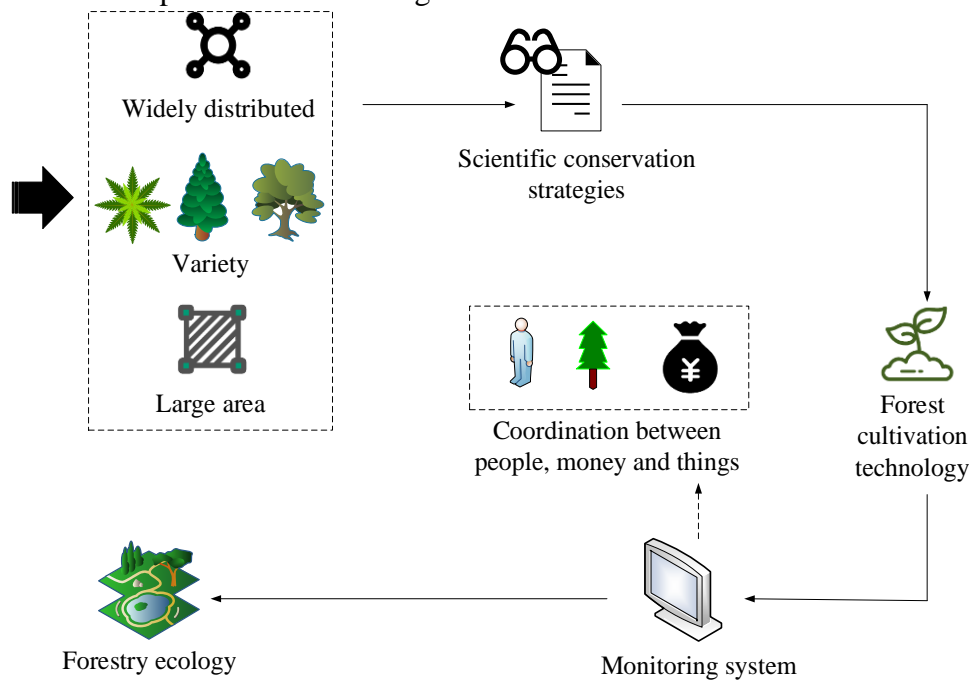 Widely distributed
Variety
Large area
Scientific conservation
strategies
Forest
cultivation
technology
¥
Coordination between
people, money and things
Monitoring system
Forestry ecology